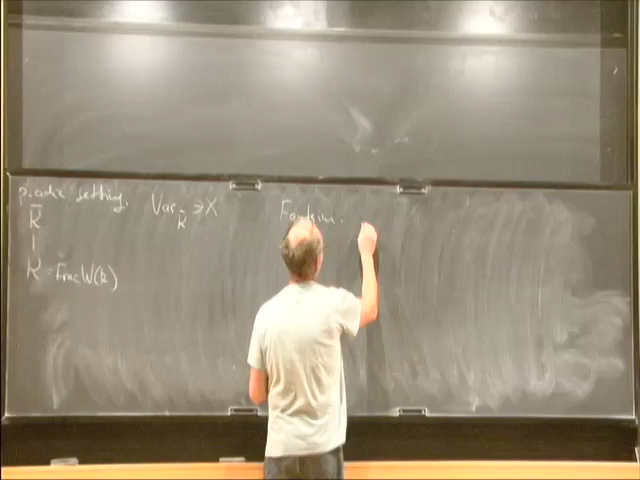 p-adic setting.
Var_K̄ ∋ X
Fontaine.
K̄
|
K = Frac W(k)